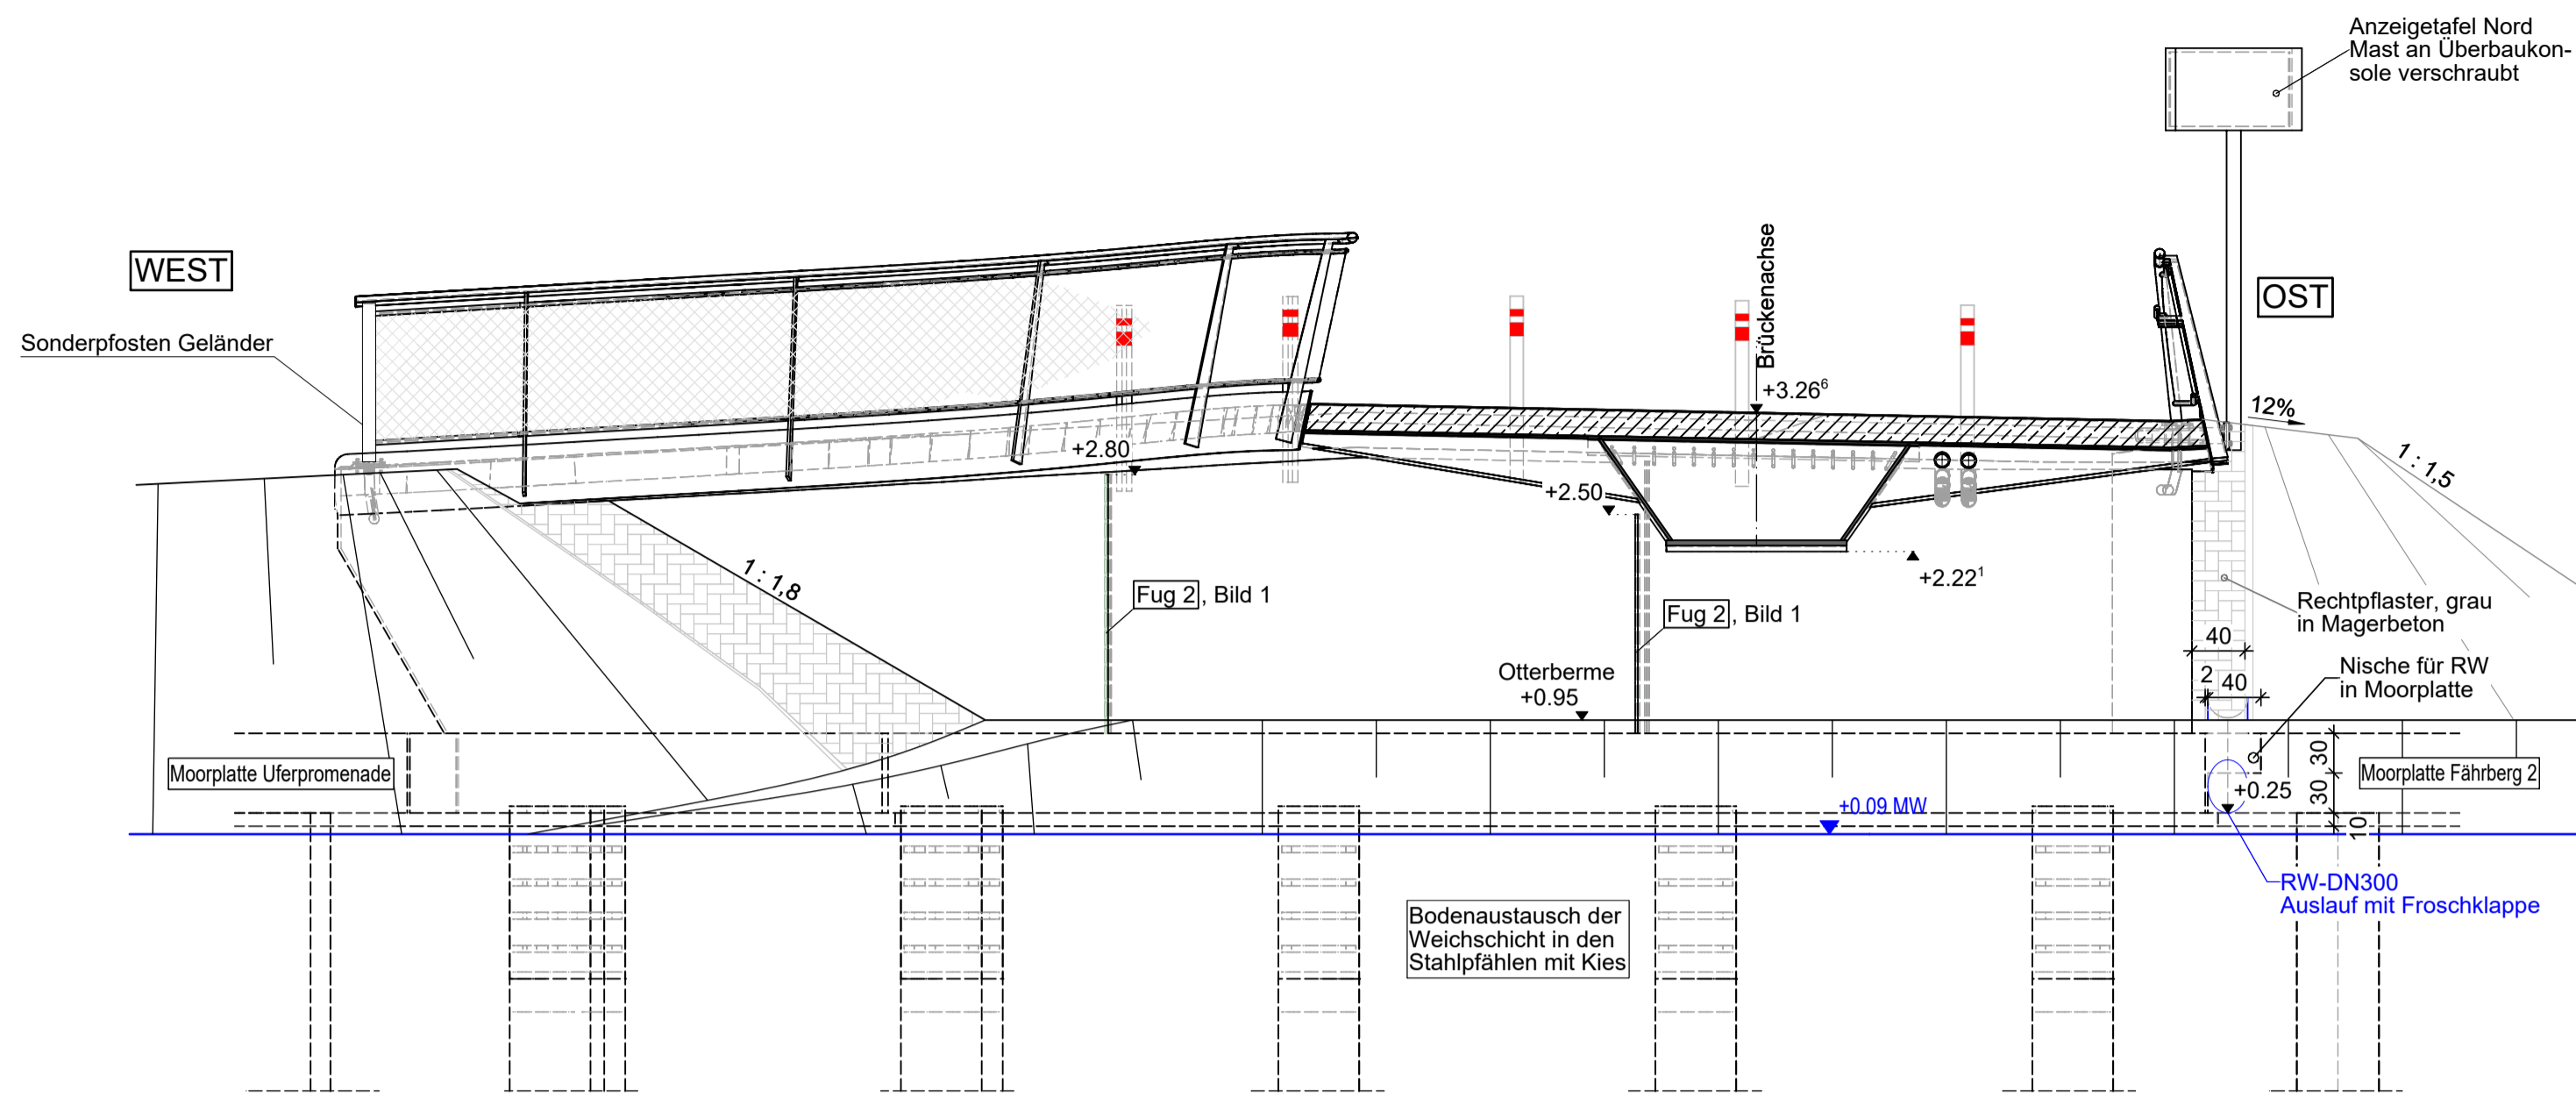 Anzeigetafel Nord
Mast an Überbaukon-
sole verschraubt
WEST
Brückenachse
OST
Sonderpfosten Geländer
+3.26⁶
12%
+2.80
1 : 1,5
+2.50
1 : 1,8
+2.22¹
Fug 2, Bild 1
Fug 2, Bild 1
Rechtpflaster, grau
in Magerbeton
40
Otterberme
+0.95
Nische für RW
in Moorplatte
2 40
Moorplatte Uferpromenade
30
Moorplatte Fährberg 2
+0.25
30
+0.09 MW
10
RW-DN300
Auslauf mit Froschklappe
Bodenaustausch der
Weichschicht in den
Stahlpfählen mit Kies